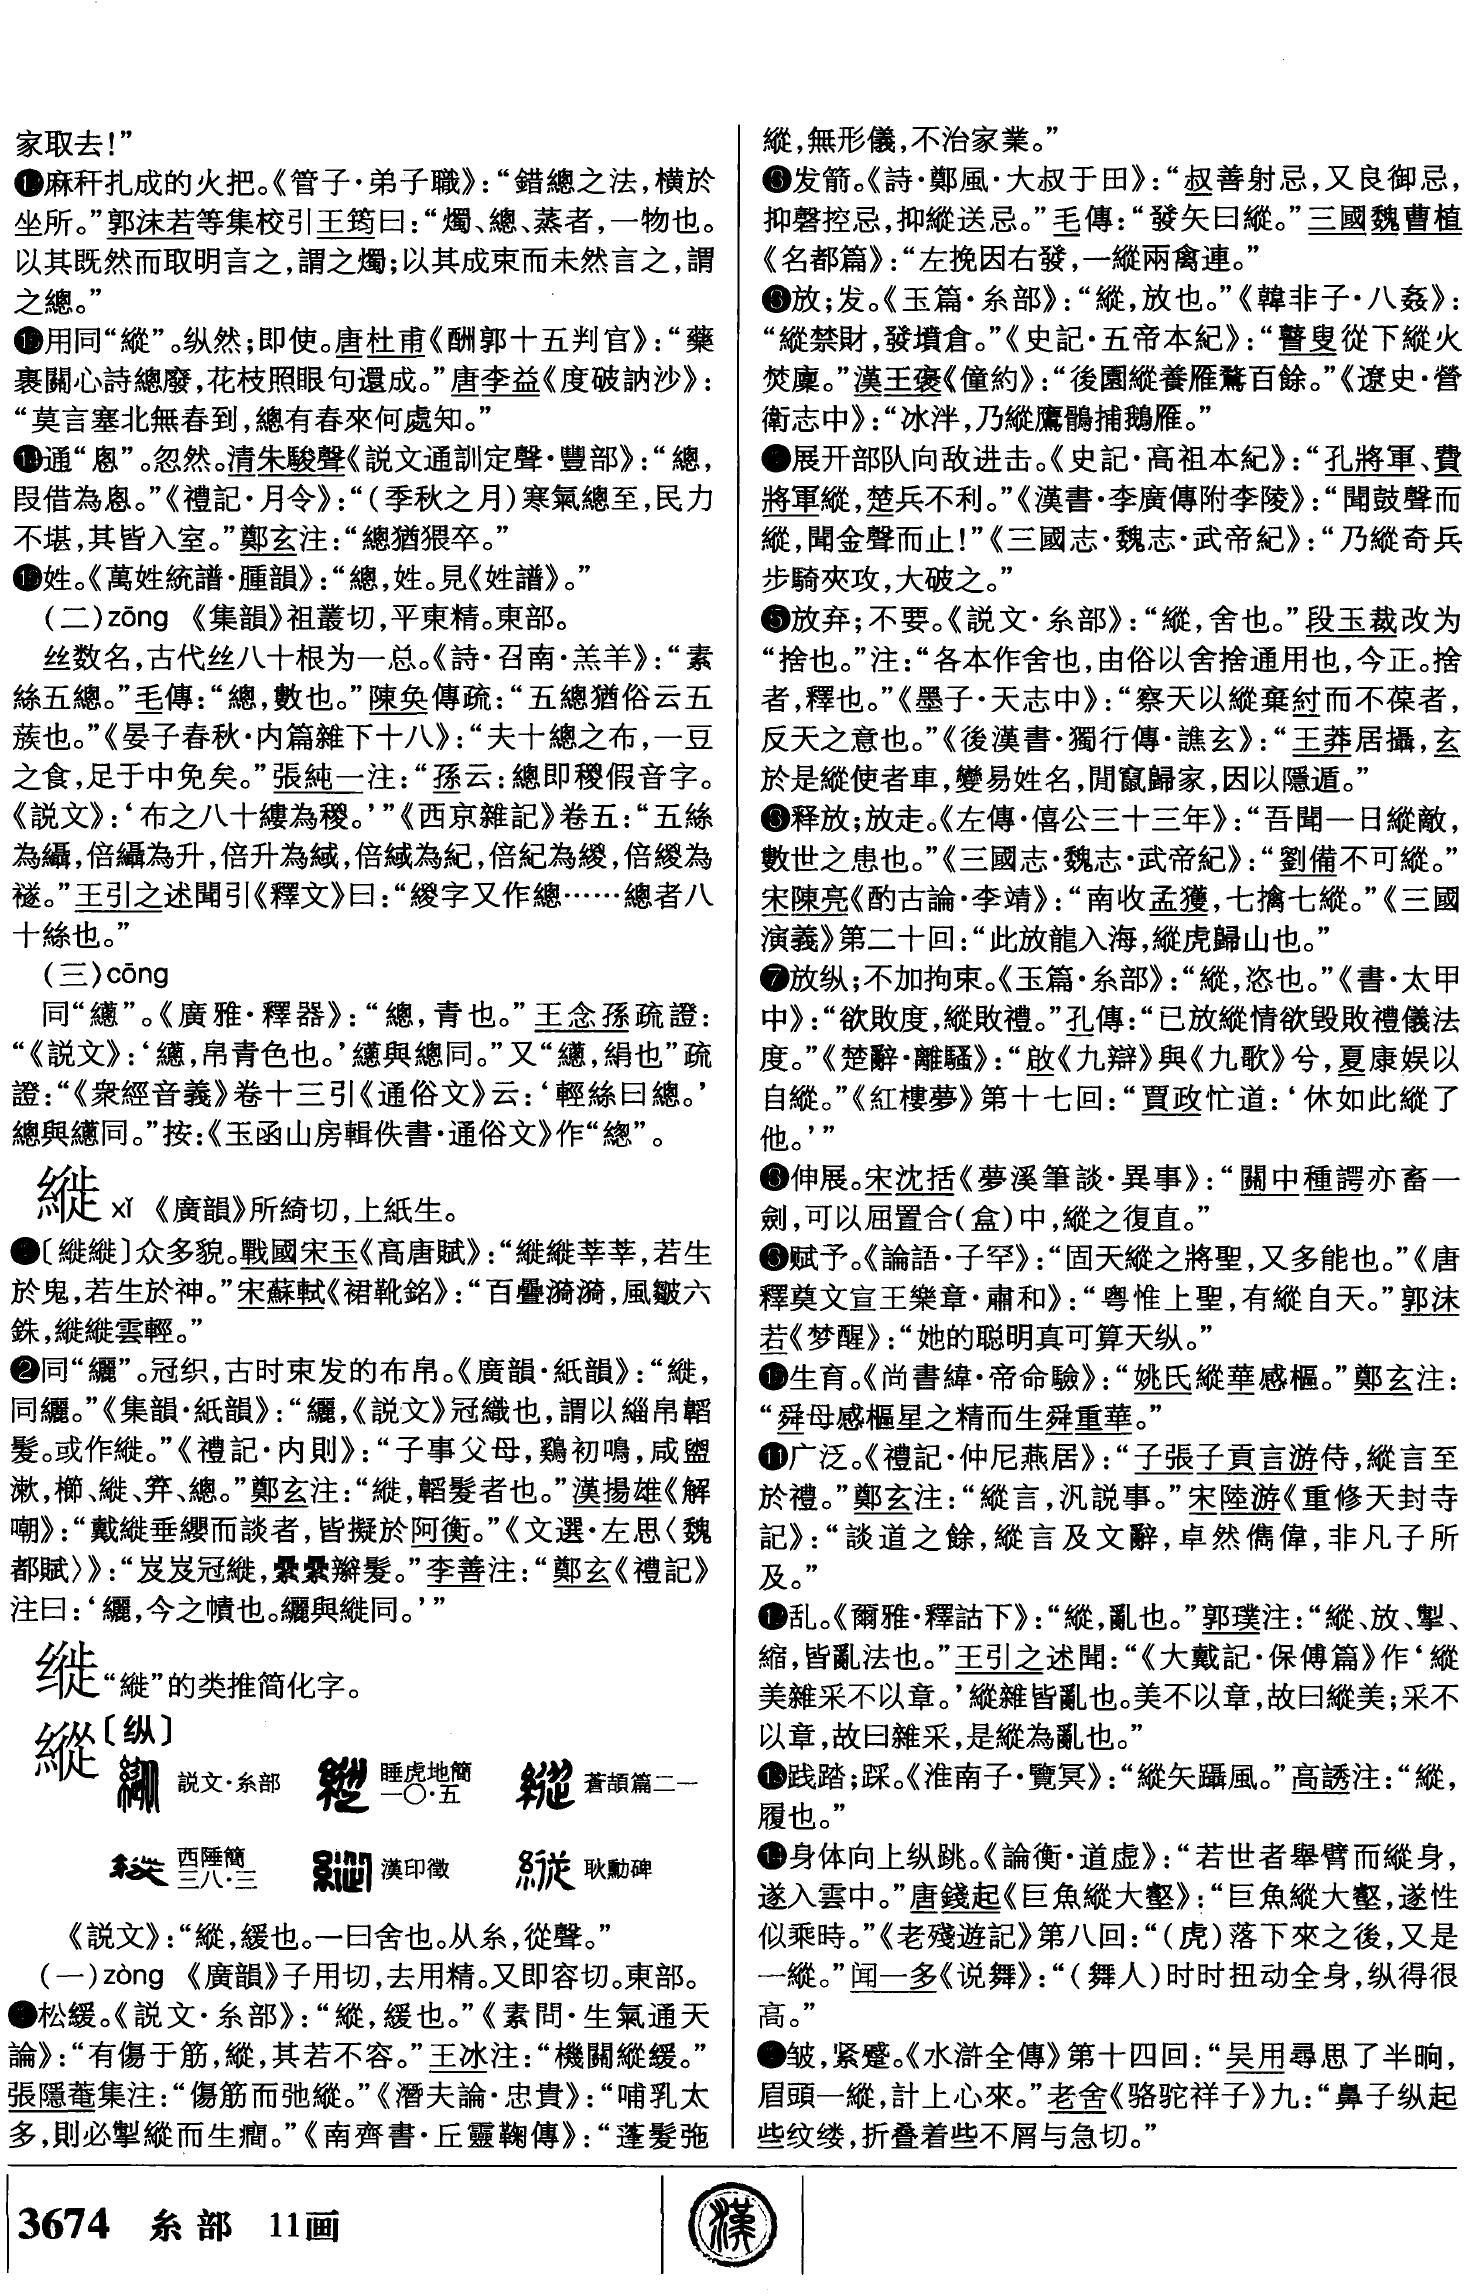 家取去！”
⓬麻秆扎成的火把。《管子·弟子職》：“錯總之法，横於
坐所。”郭沫若等集校引王筠曰：“燭、總、蒸者，一物也。
以其既然而取明言之，謂之燭；以其成束而未然言之，謂
之總。”
⓭用同“縱”。纵然；即使。唐杜甫《酬郭十五判官》：“藥
裹關心詩總廢，花枝照眼句還成。”唐李益《度破訥沙》：
“莫言塞北無春到，總有春來何處知。”
⓮通“悤”。忽然。清朱駿聲《説文通訓定聲·豐部》：“總，
叚借為悤。”《禮記·月令》：“（季秋之月）寒氣總至，民力
不堪，其皆入室。”鄭玄注：“總猶猥卒。”
⓯姓。《萬姓統譜·腫韻》：“總，姓。見《姓譜》。”
（二）zōng 《集韻》祖叢切，平東精。東部。
丝数名，古代丝八十根为一总。《詩·召南·羔羊》：“素
絲五總。”毛傳：“總，數也。”陳奂傳疏：“五總猶俗云五
蔟也。”《晏子春秋·内篇雜下十八》：“夫十總之布，一豆
之食，足于中免矣。”張純一注：“孫云：總即稯假音字。
《説文》：‘布之八十縷為稯。’”《西京雜記》卷五：“五絲
為䌰，倍䌰為升，倍升為緎，倍緎為紀，倍紀為緵，倍緵為
襚。”王引之述聞引《釋文》曰：“緵字又作總……總者八
十絲也。”
（三）cōng
同“繱”。《廣雅·釋器》：“總，青也。”王念孫疏證：
“《説文》：‘繱，帛青色也。’繱與總同。”又“繱，絹也”疏
證：“《衆經音義》卷十三引《通俗文》云：‘輕絲曰總。’
總與繱同。”按：《玉函山房輯佚書·通俗文》作“總”。
縰 xǐ 《廣韻》所綺切，上紙生。
❶〔縰縰〕众多貌。戰國宋玉《高唐賦》：“縰縰莘莘，若生
於鬼，若生於神。”宋蘇軾《裙靴銘》：“百疊漪漪，風皺六
銖，縰縰雲輕。”
❷同“纚”。冠织，古时束发的布帛。《廣韻·紙韻》：“縰，
同纚。”《集韻·紙韻》：“纚，《説文》冠織也，謂以緇帛韜
髮。或作縰。”《禮記·内則》：“子事父母，鷄初鳴，咸盥
漱，櫛、縰、筓、總。”鄭玄注：“縰，韜髮者也。”漢揚雄《解
嘲》：“戴縰垂纓而談者，皆擬於阿衡。”《文選·左思〈魏
都賦〉》：“岌岌冠縰，纍纍辮髮。”李善注：“鄭玄《禮記》
注曰：‘纚，今之幘也。纚與縰同。’”
𫄳“縰”的类推简化字。
縱〔纵〕
説文·糸部 睡虎地簡一〇·五 蒼頡篇二一
西陲簡三八·三 漢印徵 耿勳碑
《説文》：“縱，緩也。一曰舍也。从糸，從聲。”
（一）zòng 《廣韻》子用切，去用精。又即容切。東部。
❶松缓。《説文·糸部》：“縱，緩也。”《素問·生氣通天
論》：“有傷于筋，縱，其若不容。”王冰注：“機關縱緩。”
張隱菴集注：“傷筋而弛縱。”《潛夫論·忠貴》：“哺乳太
多，則必掣縱而生癇。”《南齊書·丘靈鞠傳》：“蓬髮弛
縱，無形儀，不治家業。”
❷发箭。《詩·鄭風·大叔于田》：“叔善射忌，又良御忌，
抑磬控忌，抑縱送忌。”毛傳：“發矢曰縱。”三國魏曹植
《名都篇》：“左挽因右發，一縱兩禽連。”
❸放；发。《玉篇·糸部》：“縱，放也。”《韓非子·八姦》：
“縱禁財，發墳倉。”《史記·五帝本紀》：“瞽叟從下縱火
焚廩。”漢王褒《僮約》：“後園縱養雁鶩百餘。”《遼史·營
衛志中》：“冰泮，乃縱鷹鶻捕鵝雁。”
❹展开部队向敌进击。《史記·高祖本紀》：“孔將軍、費
將軍縱，楚兵不利。”《漢書·李廣傳附李陵》：“聞鼓聲而
縱，聞金聲而止！”《三國志·魏志·武帝紀》：“乃縱奇兵
步騎夾攻，大破之。”
❺放弃；不要。《説文·糸部》：“縱，舍也。”段玉裁改为
“捨也。”注：“各本作舍也，由俗以舍捨通用也，今正。捨
者，釋也。”《墨子·天志中》：“察天以縱棄紂而不葆者，
反天之意也。”《後漢書·獨行傳·譙玄》：“王莽居攝，玄
於是縱使者車，變易姓名，閒竄歸家，因以隱遁。”
❻释放；放走。《左傳·僖公三十三年》：“吾聞一日縱敵，
數世之患也。”《三國志·魏志·武帝紀》：“劉備不可縱。”
宋陳亮《酌古論·李靖》：“南收孟獲，七擒七縱。”《三國
演義》第二十回：“此放龍入海，縱虎歸山也。”
❼放纵；不加拘束。《玉篇·糸部》：“縱，恣也。”《書·太甲
中》：“欲敗度，縱敗禮。”孔傳：“已放縱情欲毁敗禮儀法
度。”《楚辭·離騷》：“啟《九辯》與《九歌》兮，夏康娱以
自縱。”《紅樓夢》第十七回：“賈政忙道：‘休如此縱了
他。’”
❽伸展。宋沈括《夢溪筆談·異事》：“關中種諤亦畜一
劍，可以屈置合（盒）中，縱之復直。”
❾赋予。《論語·子罕》：“固天縱之將聖，又多能也。”《唐
釋奠文宣王樂章·肅和》：“粤惟上聖，有縱自天。”郭沫
若《梦醒》：“她的聪明真可算天纵。”
❿生育。《尚書緯·帝命驗》：“姚氏縱華感樞。”鄭玄注：
“舜母感樞星之精而生舜重華。”
⓫广泛。《禮記·仲尼燕居》：“子張子貢言游侍，縱言至
於禮。”鄭玄注：“縱言，汎説事。”宋陸游《重修天封寺
記》：“談道之餘，縱言及文辭，卓然儁偉，非凡子所
及。”
⓬乱。《爾雅·釋詁下》：“縱，亂也。”郭璞注：“縱、放、掣、
縮，皆亂法也。”王引之述聞：“《大戴記·保傅篇》作‘縱
美雜采不以章。’縱雜皆亂也。美不以章，故曰縱美；采不
以章，故曰雜采，是縱為亂也。”
⓭践踏；踩。《淮南子·覽冥》：“縱矢躡風。”高誘注：“縱，
履也。”
⓮身体向上纵跳。《論衡·道虚》：“若世者舉臂而縱身，
遂入雲中。”唐錢起《巨魚縱大壑》：“巨魚縱大壑，遂性
似乘時。”《老殘遊記》第八回：“（虎）落下來之後，又是
一縱。”闻一多《说舞》：“（舞人）时时扭动全身，纵得很
高。”
⓯皱，紧蹙。《水滸全傳》第十四回：“吴用尋思了半晌，
眉頭一縱，計上心來。”老舍《骆驼祥子》九：“鼻子纵起
些纹缕，折叠着些不屑与急切。”
3674 糸部 11画
漢